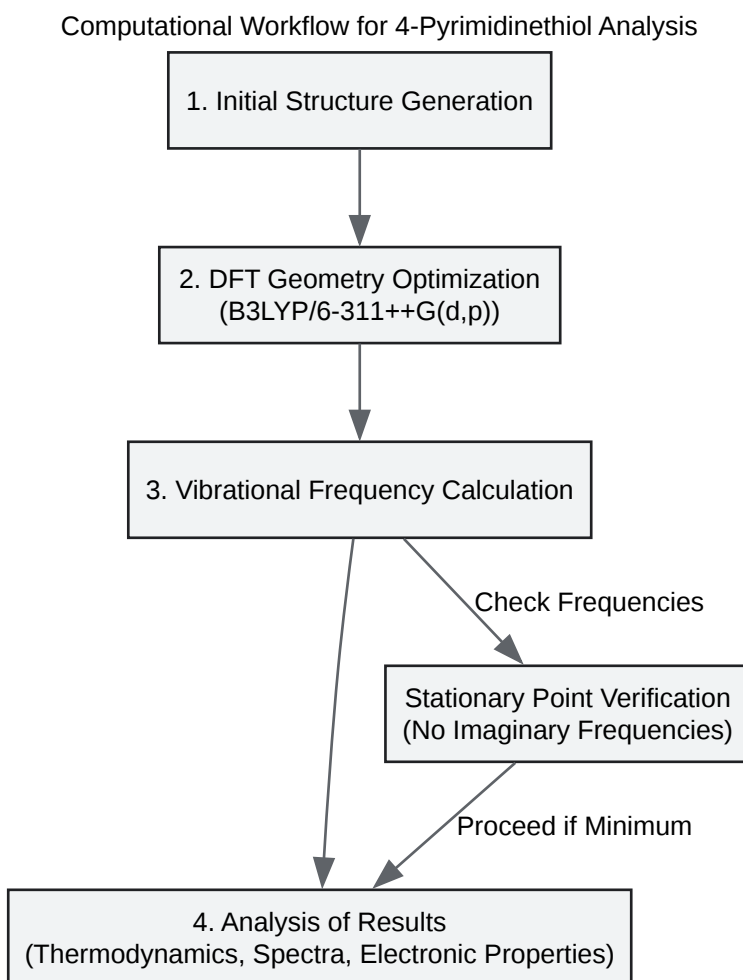 Computational Workflow for 4-Pyrimidinethiol Analysis
1. Initial Structure Generation
2. DFT Geometry Optimization
(B3LYP/6-311++G(d,p))
3. Vibrational Frequency Calculation
Check Frequencies
Stationary Point Verification
(No Imaginary Frequencies)
Proceed if Minimum
4. Analysis of Results
(Thermodynamics, Spectra, Electronic Properties)